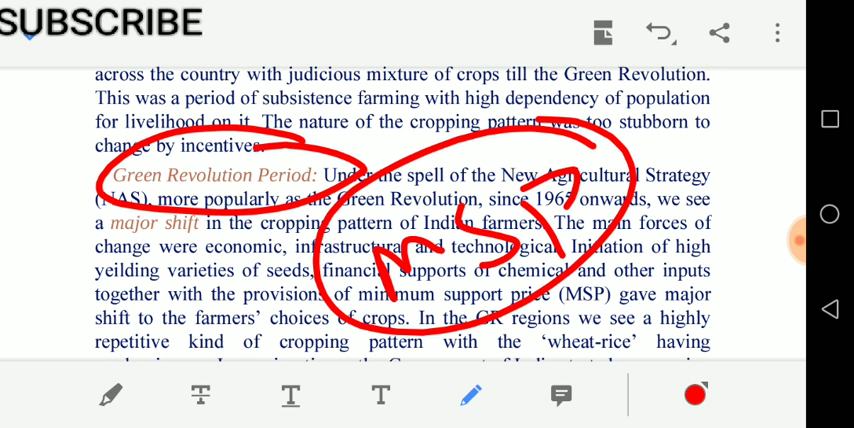 SUBSCRIBE
across the country with judicious mixture of crops till the Green Revolution.
This was a period of subsistence farming with high dependency of population
for livelihood on it. The nature of the cropping pattern was too stubborn to
change by incentives.
Green Revolution Period: Under the spell of the New Agricultural Strategy
(NAS), more popularly as the Green Revolution, since 1965 onwards, we see
a major shift in the cropping pattern of Indian farmers. The main forces of
change were economic, infrastructural and technological. Initiation of high
yeilding varieties of seeds, financial supports of chemical and other inputs
together with the provisions of minimum support price (MSP) gave major
shift to the farmers’ choices of crops. In the GR regions we see a highly
repetitive kind of cropping pattern with the ‘wheat-rice’ having
MSP
T
T
T